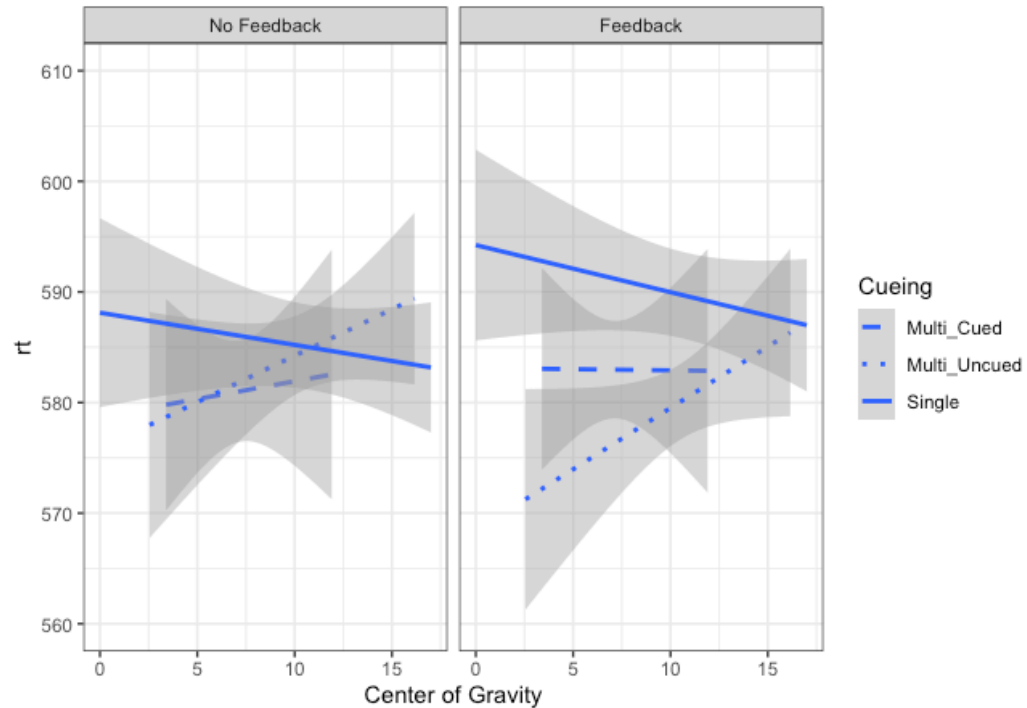 No Feedback
Feedback
610
600
590
580
570
560
rt
0 5 10 15
0 5 10 15
Center of Gravity
Cueing
Multi_Cued
Multi_Uncued
Single